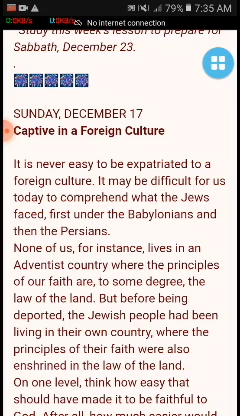 0:0KB/s U:0KB/s No internet connection 79% 7:35 AM
Study this week's lesson to prepare for
Sabbath, December 23.
.
SUNDAY, DECEMBER 17
Captive in a Foreign Culture
It is never easy to be expatriated to a
foreign culture. It may be difficult for us
today to comprehend what the Jews
faced, first under the Babylonians and
then the Persians.
None of us, for instance, lives in an
Adventist country where the principles
of our faith are, to some degree, the
law of the land. But before being
deported, the Jewish people had been
living in their own country, where the
principles of their faith were also
enshrined in the law of the land.
On one level, think how easy that
should have made it to be faithful to
God. After all, how much easier would